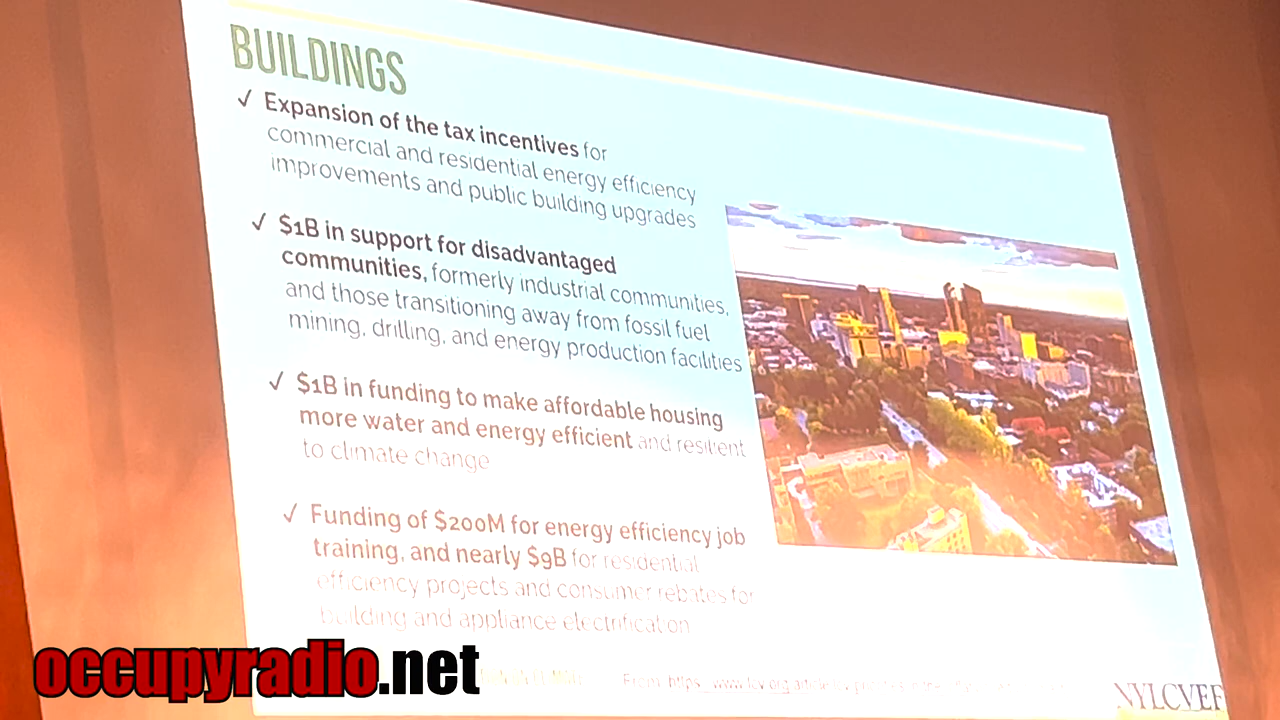 BUILDINGS
✓ Expansion of the tax incentives for
commercial and residential energy efficiency
improvements and public building upgrades
✓ $1B in support for disadvantaged
communities, formerly industrial communities,
and those transitioning away from fossil fuel
mining, drilling, and energy production facilities
✓ $1B in funding to make affordable housing
more water and energy efficient and resilient
to climate change
✓ Funding of $200M for energy efficiency job
training, and nearly $9B for residential
efficiency projects and consumer rebates for
building and appliance electrification
From: https
NYLCVEF
occupyradio.net